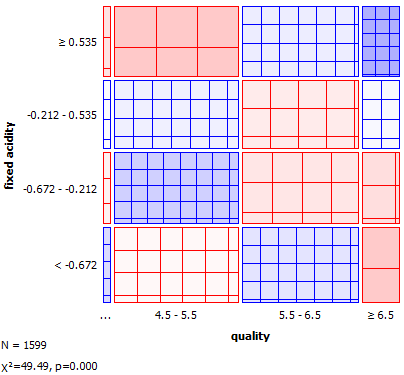 ≥ 0.535
-0.212 - 0.535
-0.672 - -0.212
< -0.672
fixed acidity
... 4.5 - 5.5 5.5 - 6.5 ≥ 6.5
quality
N = 1599
χ²=49.49, p=0.000